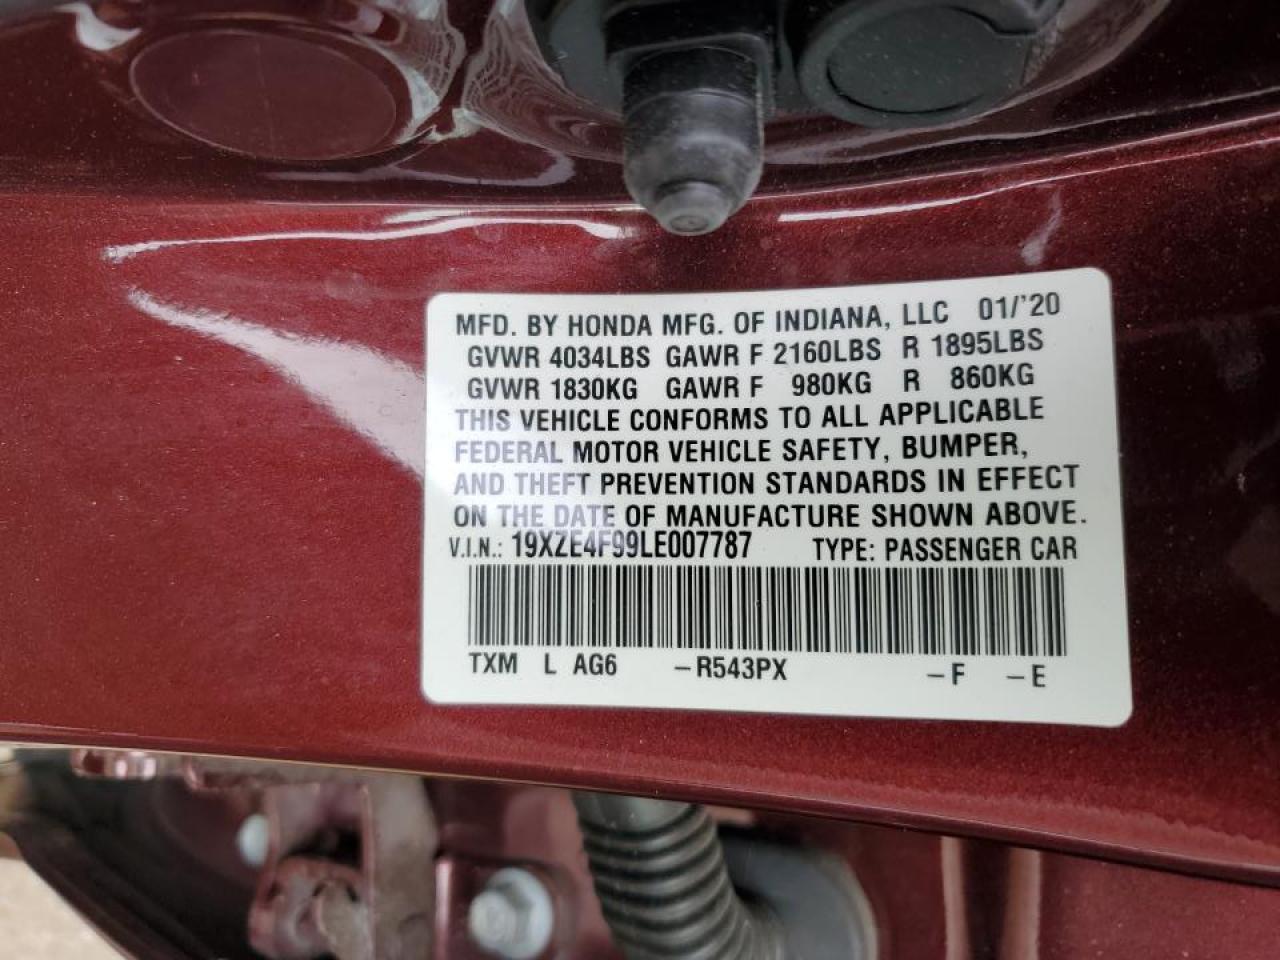 MFD. BY HONDA MFG. OF INDIANA, LLC 01/'20
GVWR 4034LBS GAWR F 2160LBS R 1895LBS
GVWR 1830KG GAWR F 980KG R 860KG
THIS VEHICLE CONFORMS TO ALL APPLICABLE
FEDERAL MOTOR VEHICLE SAFETY, BUMPER,
AND THEFT PREVENTION STANDARDS IN EFFECT
ON THE DATE OF MANUFACTURE SHOWN ABOVE.
V.I.N.: 19XZE4F99LE007787 TYPE: PASSENGER CAR
TXM L AG6 –R543PX –F –E